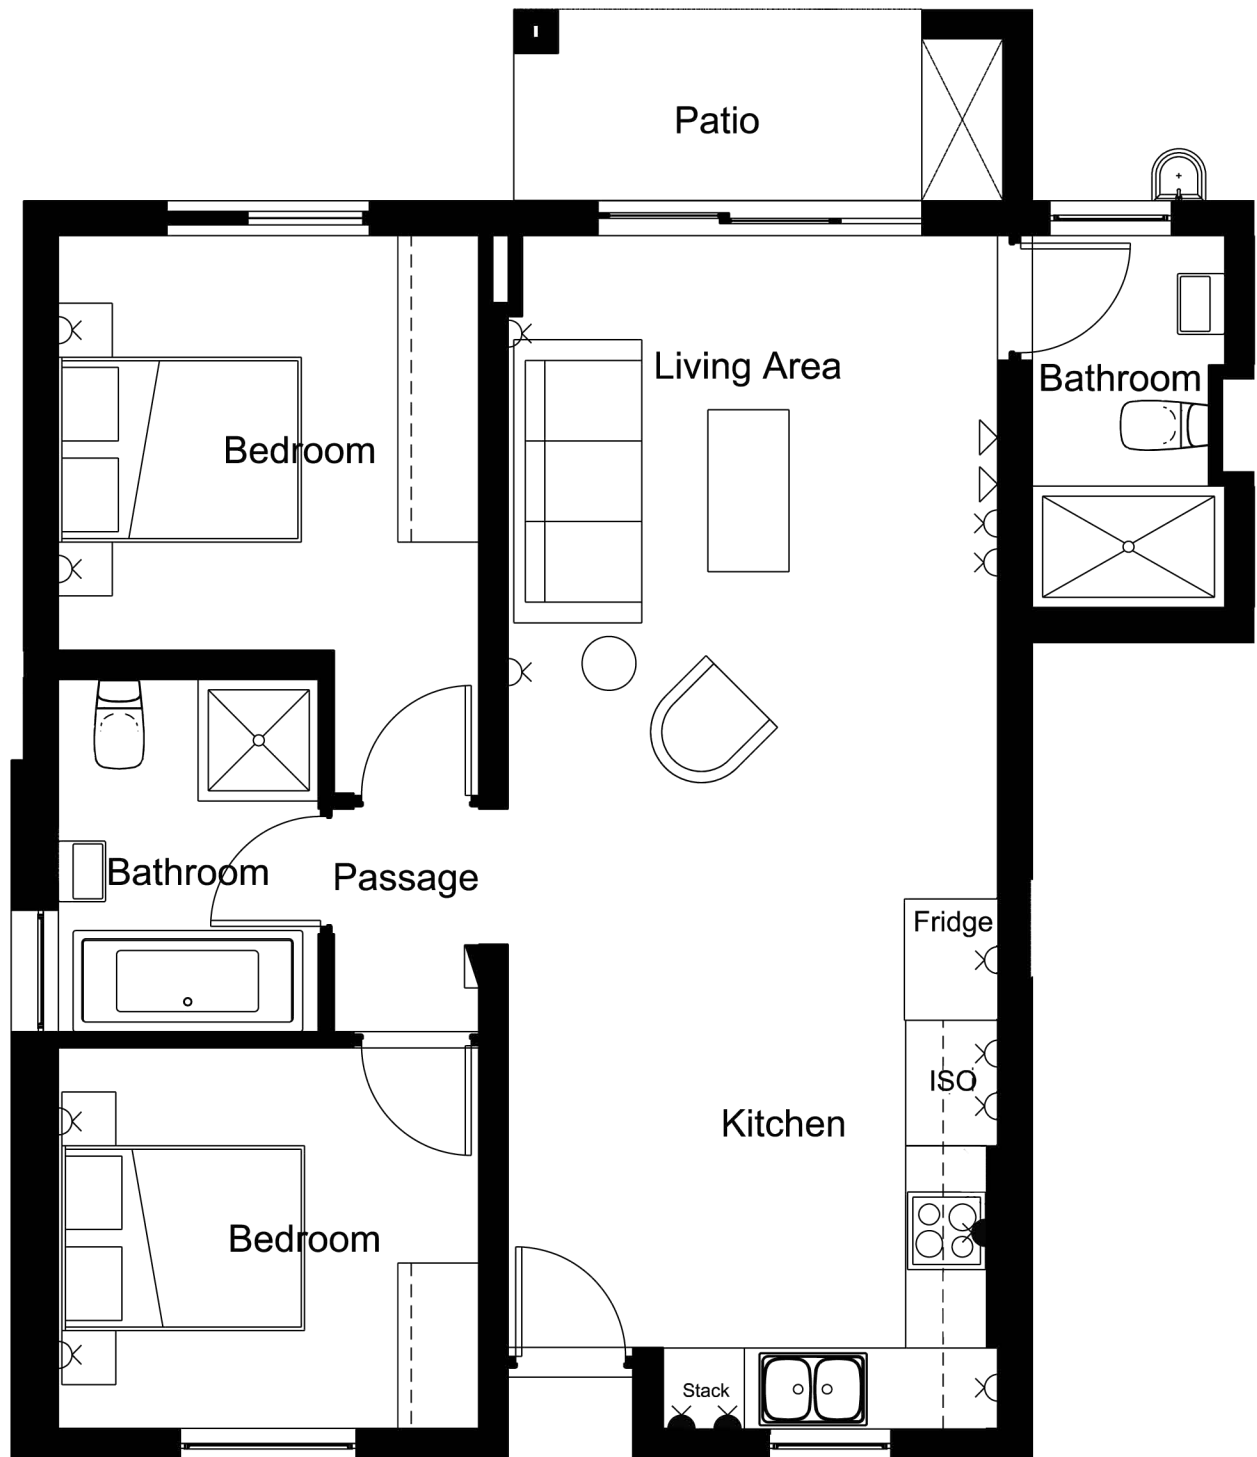 Patio
Living Area
Bathroom
Bedroom
Bathroom
Passage
Fridge
ISO
Kitchen
Bedroom
Stack